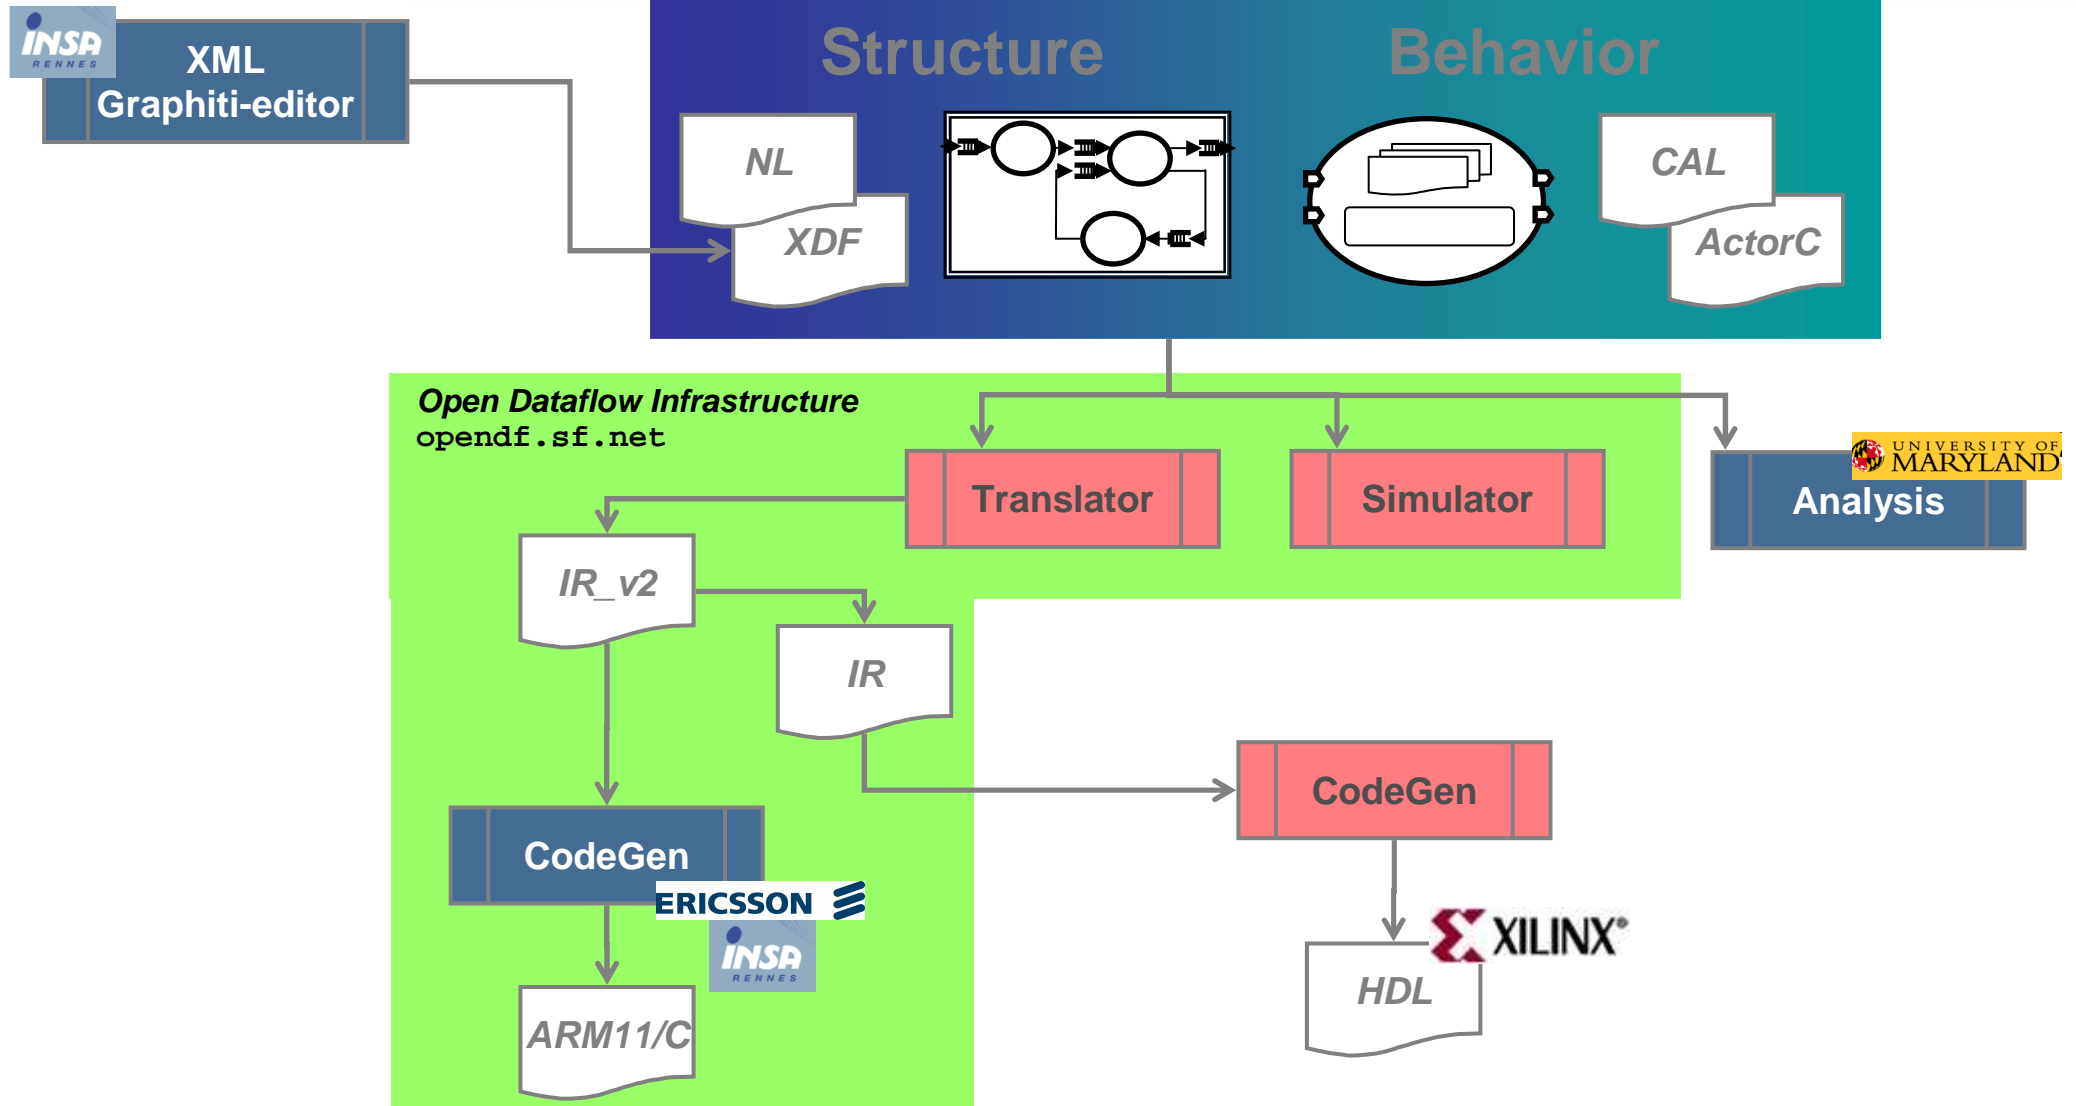 INSA
RENNES
XML
Graphiti-editor
Structure
Behavior
NL
XDF
CAL
ActorC
Open Dataflow Infrastructure
opendf.sf.net
Translator
Simulator
UNIVERSITY OF
MARYLAND
Analysis
IR_v2
IR
CodeGen
CodeGen
ERICSSON
INSA
RENNES
XILINX®
HDL
ARM11/C